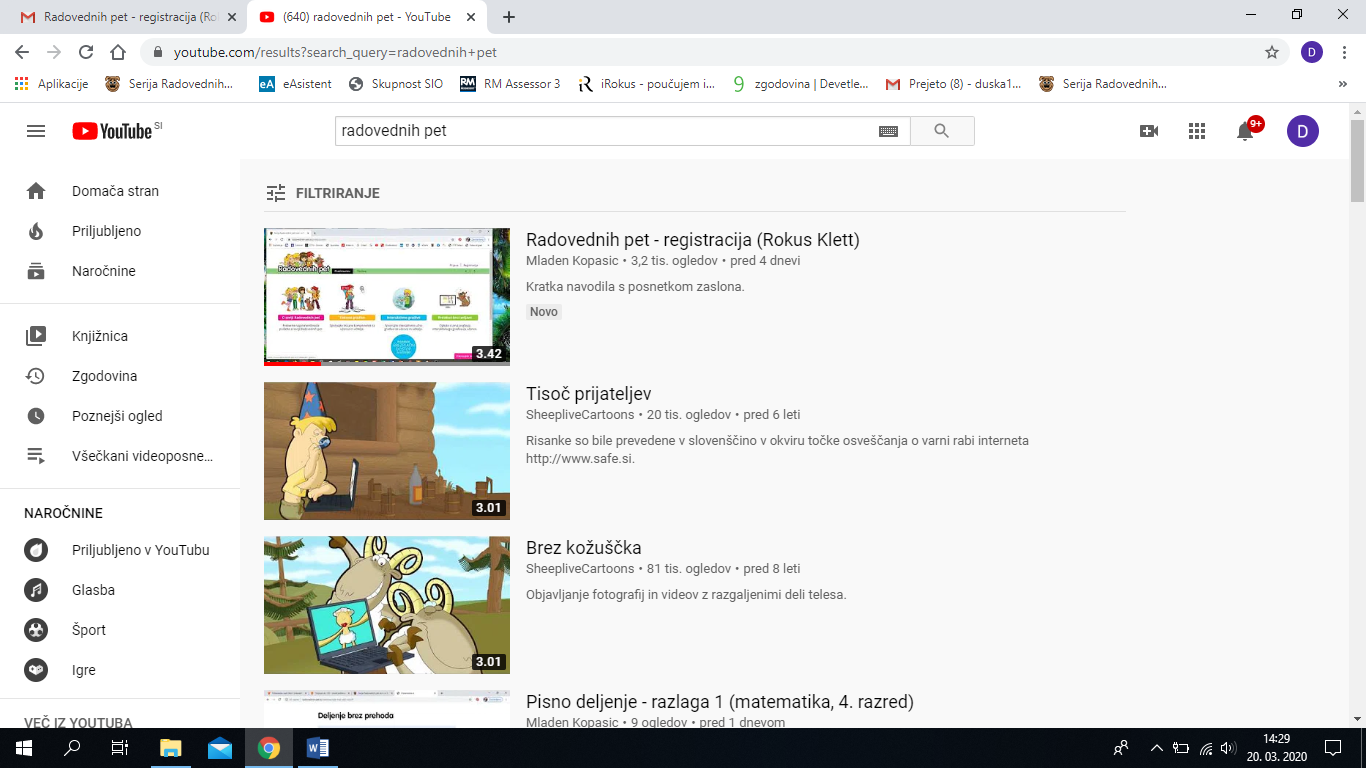 Radovednih pet - registracija (Ro
(640) radovednih pet - YouTube
youtube.com/results?search_query=radovednih+pet
D
Aplikacije
Serija Radovednih...
eA
eAsistent
Skupnost SIO
RM
RM Assessor 3
iRokus - poučujem i...
zgodovina | Devetle...
Prejeto (8) - duska1...
Serija Radovednih...
YouTube SI
radovednih pet
9+
D
Domača stran
Priljubljeno
Naročnine
Knjižnica
Zgodovina
Poznejši ogled
Všečkani videoposne...
NAROČNINE
Priljubljeno v YouTubu
Glasba
Šport
Igre
VEČ IZ YOUTUBA
FILTRIRANJE
Radovednih pet
3.42
Radovednih pet - registracija (Rokus Klett)
Mladen Kopasic • 3,2 tis. ogledov • pred 4 dnevi
Kratka navodila s posnetkom zaslona.
Novo
3.01
Tisoč prijateljev
SheepliveCartoons • 20 tis. ogledov • pred 6 leti
Risanke so bile prevedene v slovenščino v okviru točke osveščanja o varni rabi interneta
http://www.safe.si.
3.01
Brez kožuščka
SheepliveCartoons • 81 tis. ogledov • pred 8 leti
Objavljanje fotografij in videov z razgaljenimi deli telesa.
Deljenje brez prehoda
Pisno deljenje - razlaga 1 (matematika, 4. razred)
Mladen Kopasic • 9 ogledov • pred 1 dnevom
14:29
20. 03. 2020